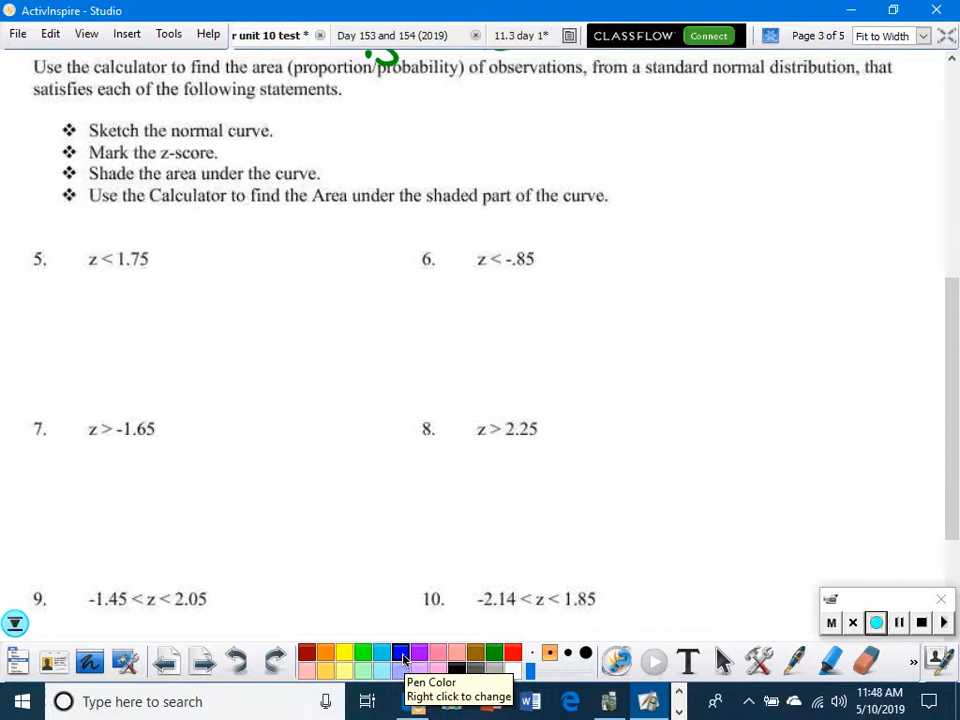 ActivInspire - Studio
File Edit View Insert Tools Help r unit 10 test * Day 153 and 154 (2019) 11.3 day 1* CLASSFLOW Connect Page 3 of 5 Fit to Width
Use the calculator to find the area (proportion/probability) of observations, from a standard normal distribution, that
satisfies each of the following statements.
❖ Sketch the normal curve.
❖ Mark the z-score.
❖ Shade the area under the curve.
❖ Use the Calculator to find the Area under the shaded part of the curve.
5. z < 1.75 6. z < -.85
7. z > -1.65 8. z > 2.25
9. -1.45 < z < 2.05 10. -2.14 < z < 1.85
M
T
Pen Color
Right click to change
Type here to search
11:48 AM
5/10/2019